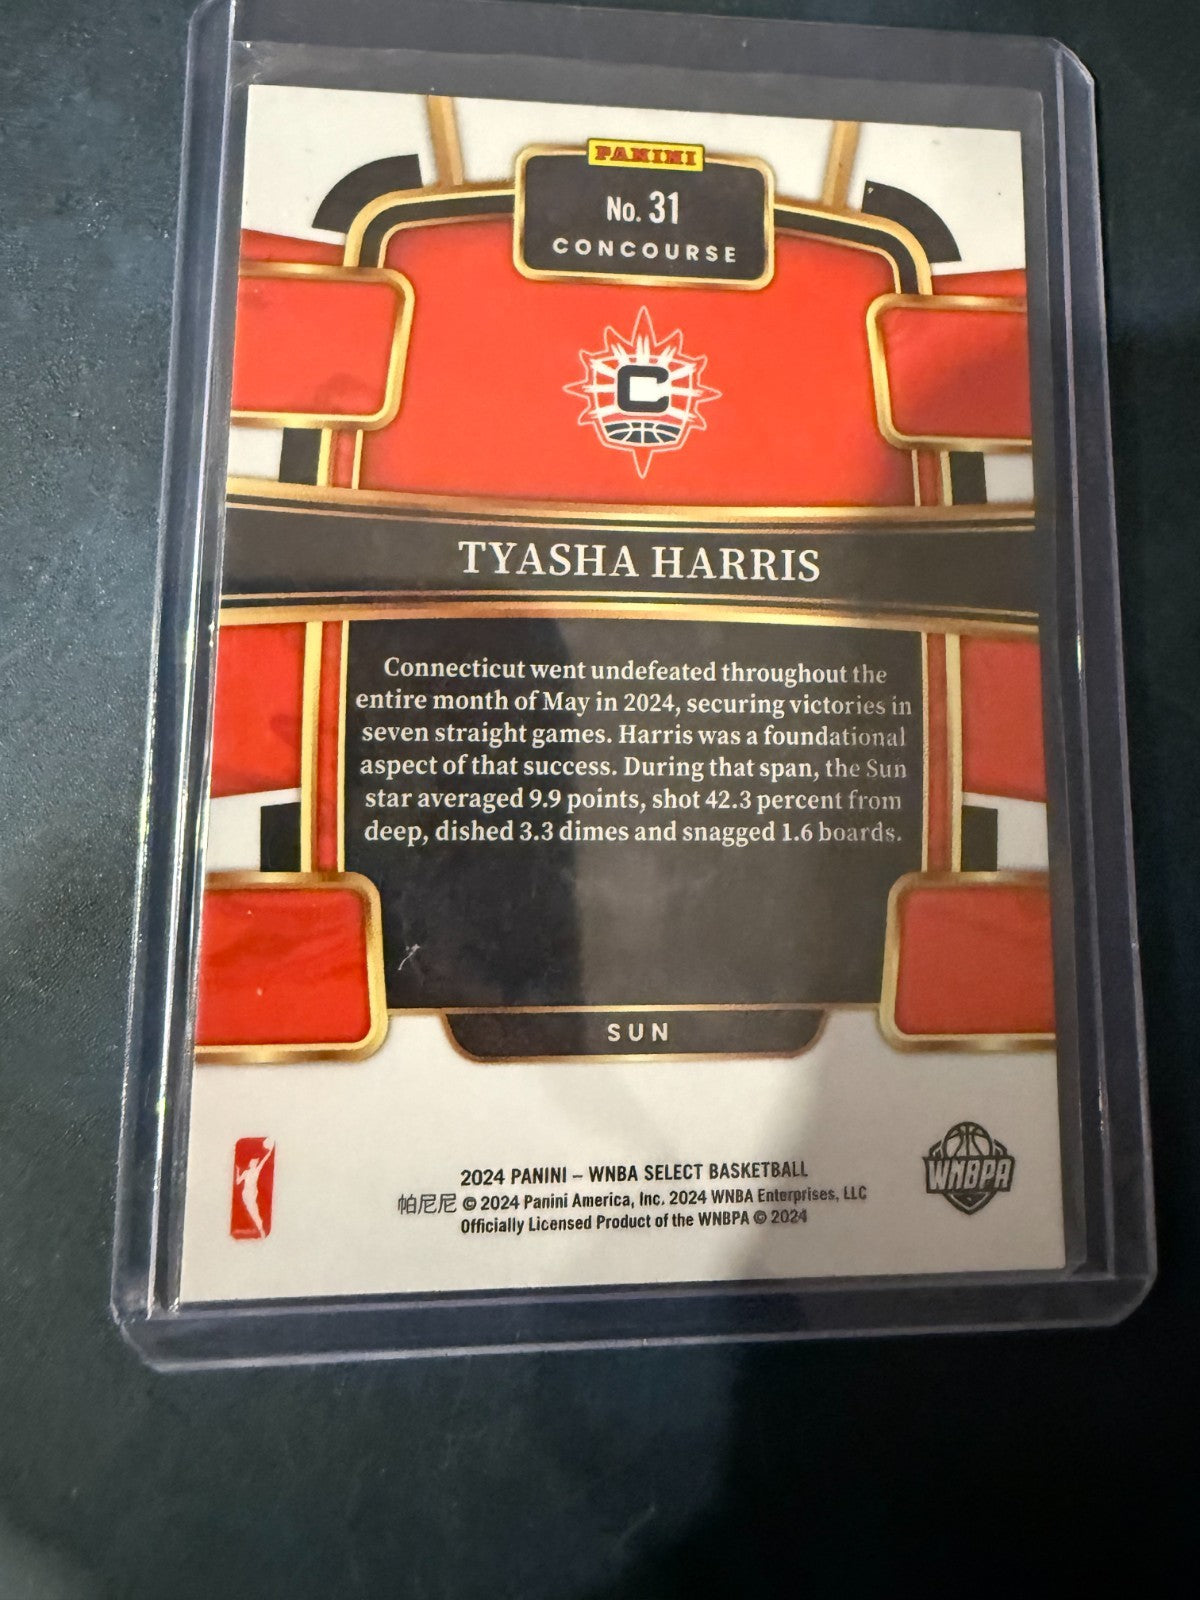 PANINI
No. 31
CONCOURSE
C
TYASHA HARRIS
Connecticut went undefeated throughout the
entire month of May in 2024, securing victories in
seven straight games. Harris was a foundational
aspect of that success. During that span, the Sun
star averaged 9.9 points, shot 42.3 percent from
deep, dished 3.3 dimes and snagged 1.6 boards.
SUN
2024 PANINI – WNBA SELECT BASKETBALL
帕尼尼 © 2024 Panini America, Inc. 2024 WNBA Enterprises, LLC
Officially Licensed Product of the WNBPA © 2024
WNBPA